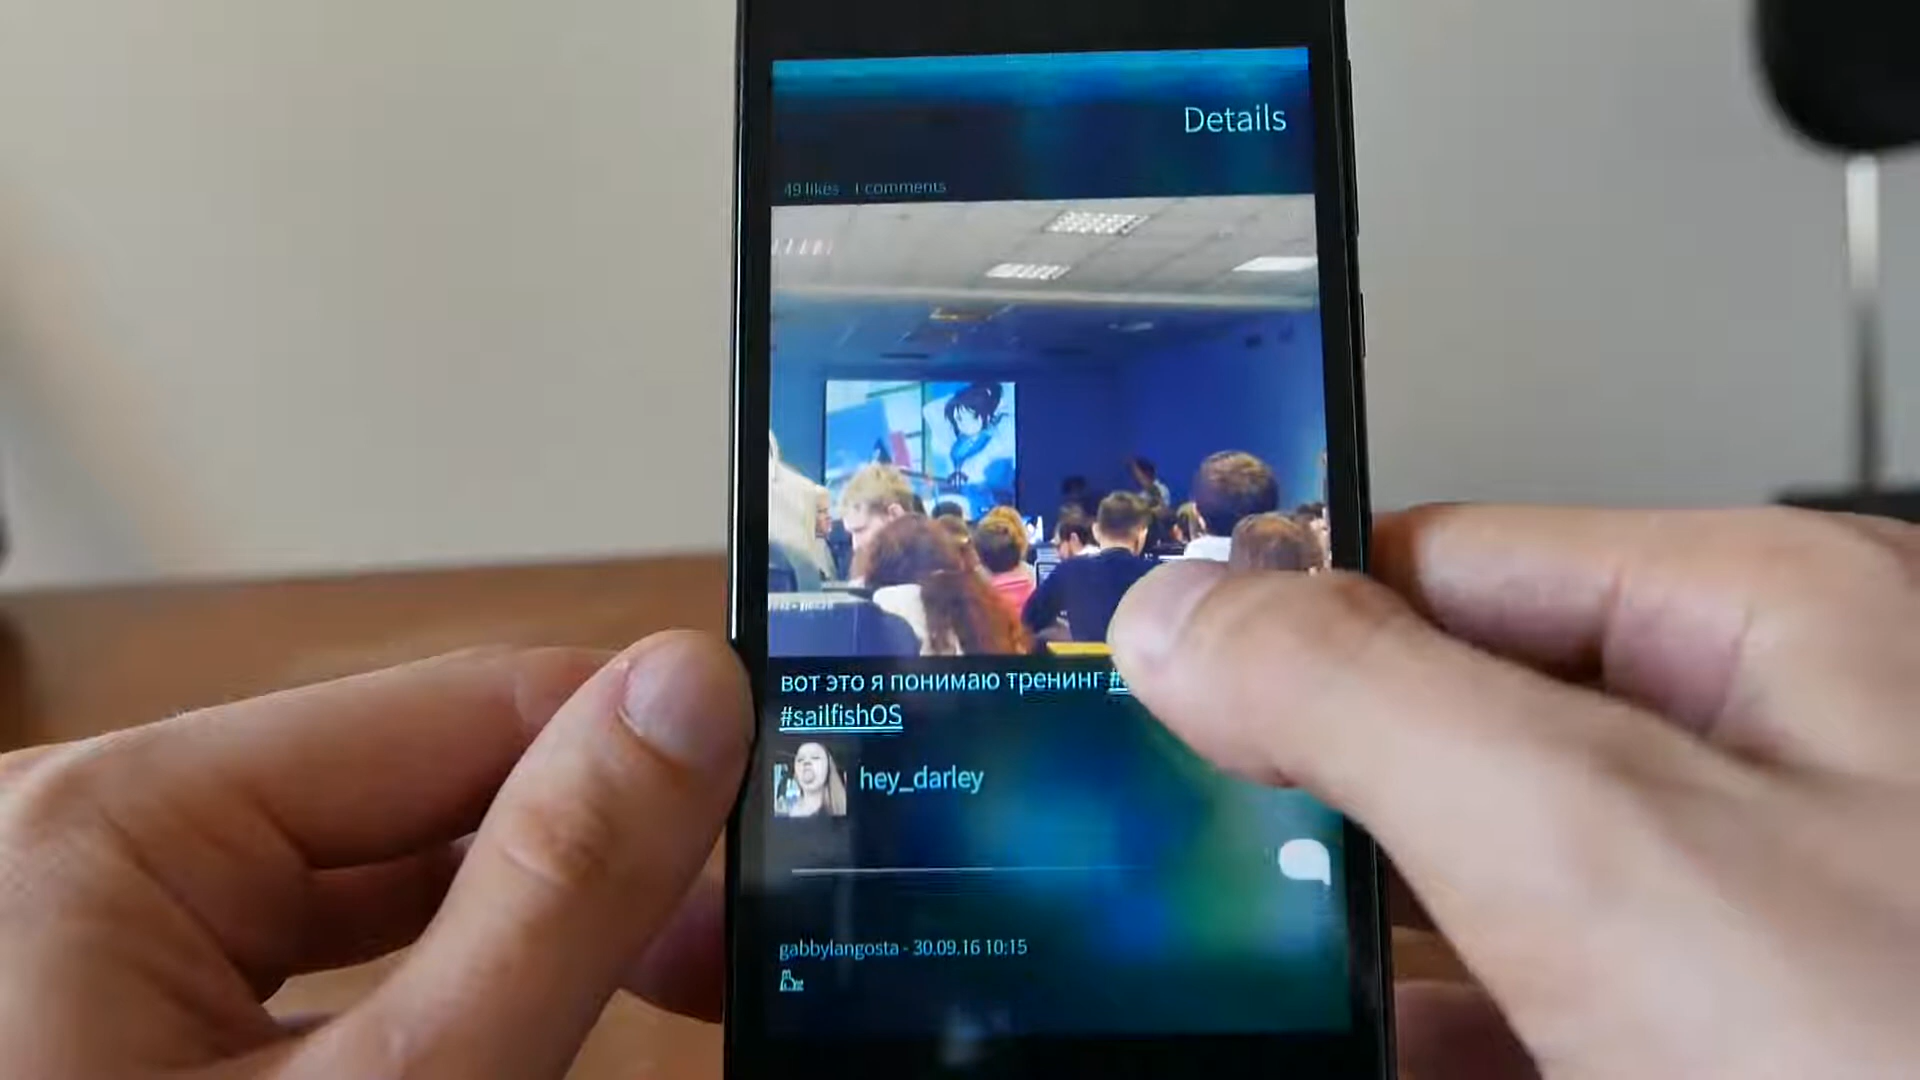 Details
49 likes 1 comments
вот это я понимаю тренинг
#sailfishOS
hey_darley
gabbylangosta - 30.09.16 10:15